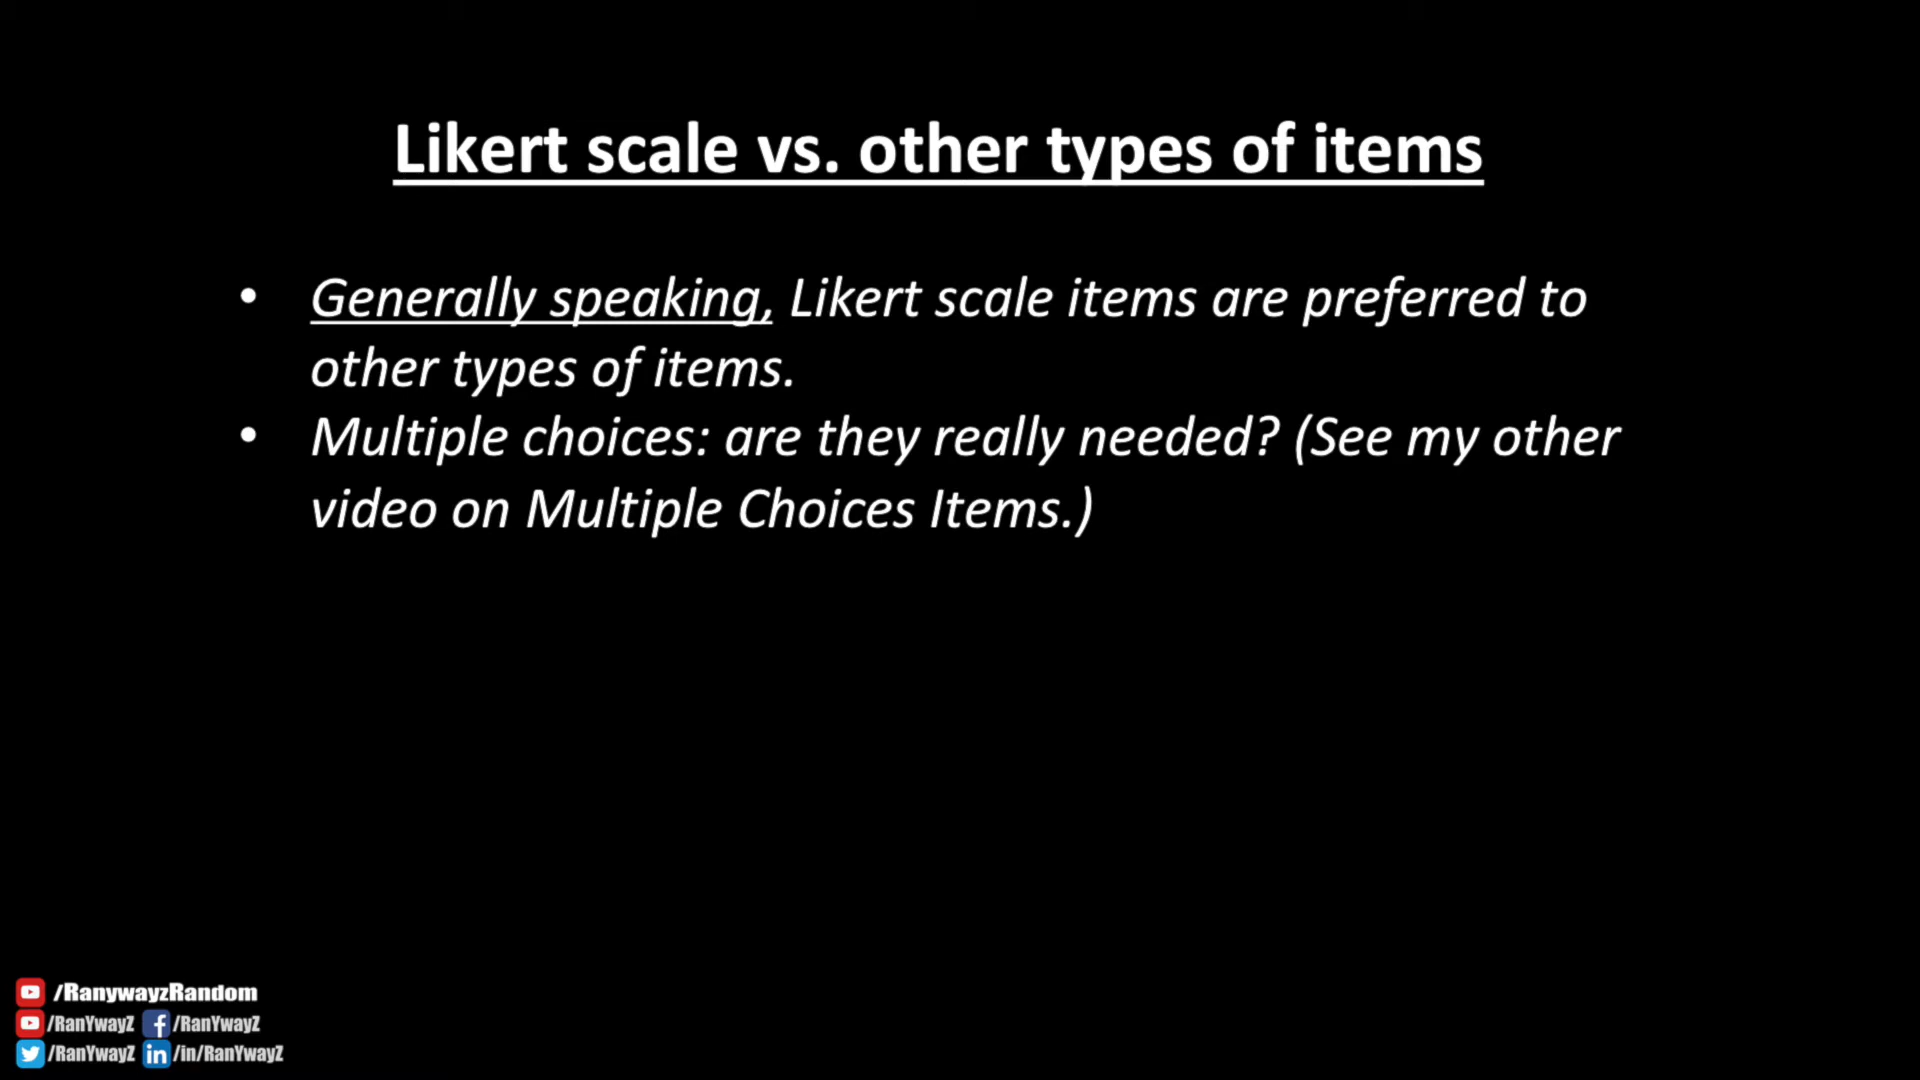 Likert scale vs. other types of items
• Generally speaking, Likert scale items are preferred to
other types of items.
• Multiple choices: are they really needed? (See my other
video on Multiple Choices Items.)
/RanywayzRandom
/RanYwayZ /RanYwayZ
/RanYwayZ /in/RanYwayZ